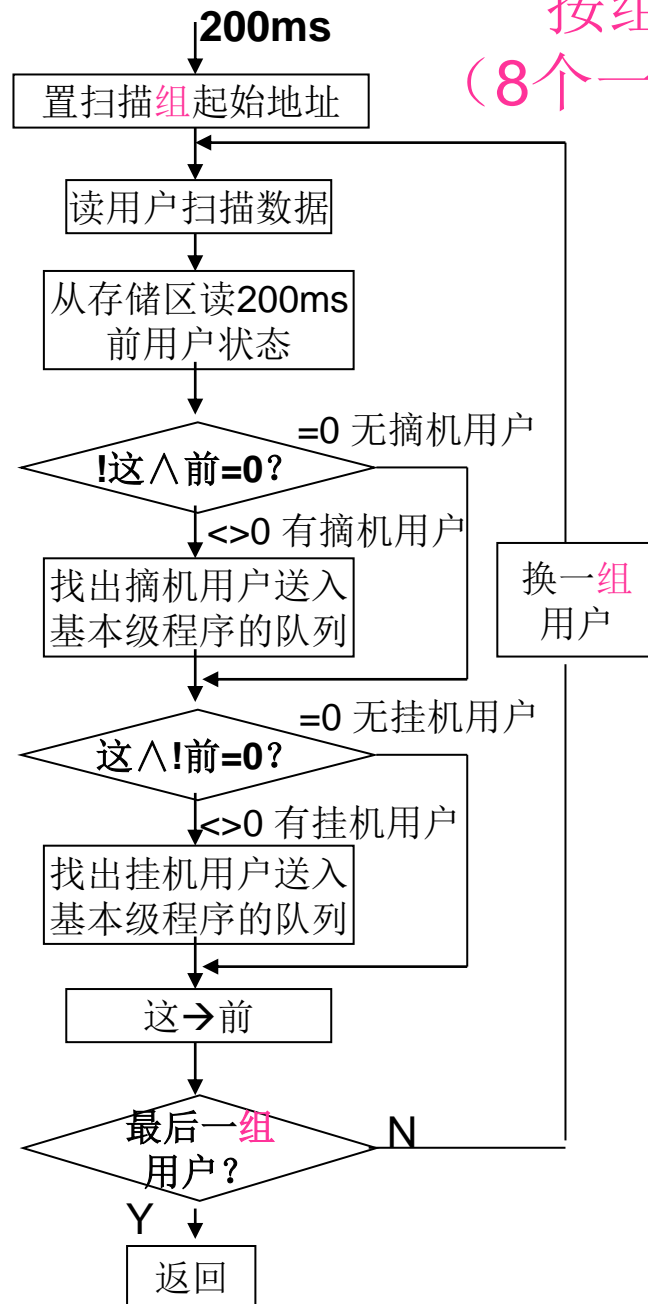 200ms
按组
（8个一
置扫描组起始地址
读用户扫描数据
从存储区读200ms
前用户状态
=0 无摘机用户
!这∧前=0？
<>0 有摘机用户
找出摘机用户送入
基本级程序的队列
换一组
用户
=0 无挂机用户
这∧!前=0？
<>0 有挂机用户
找出挂机用户送入
基本级程序的队列
这→前
最后一组
用户？
N
Y
返回